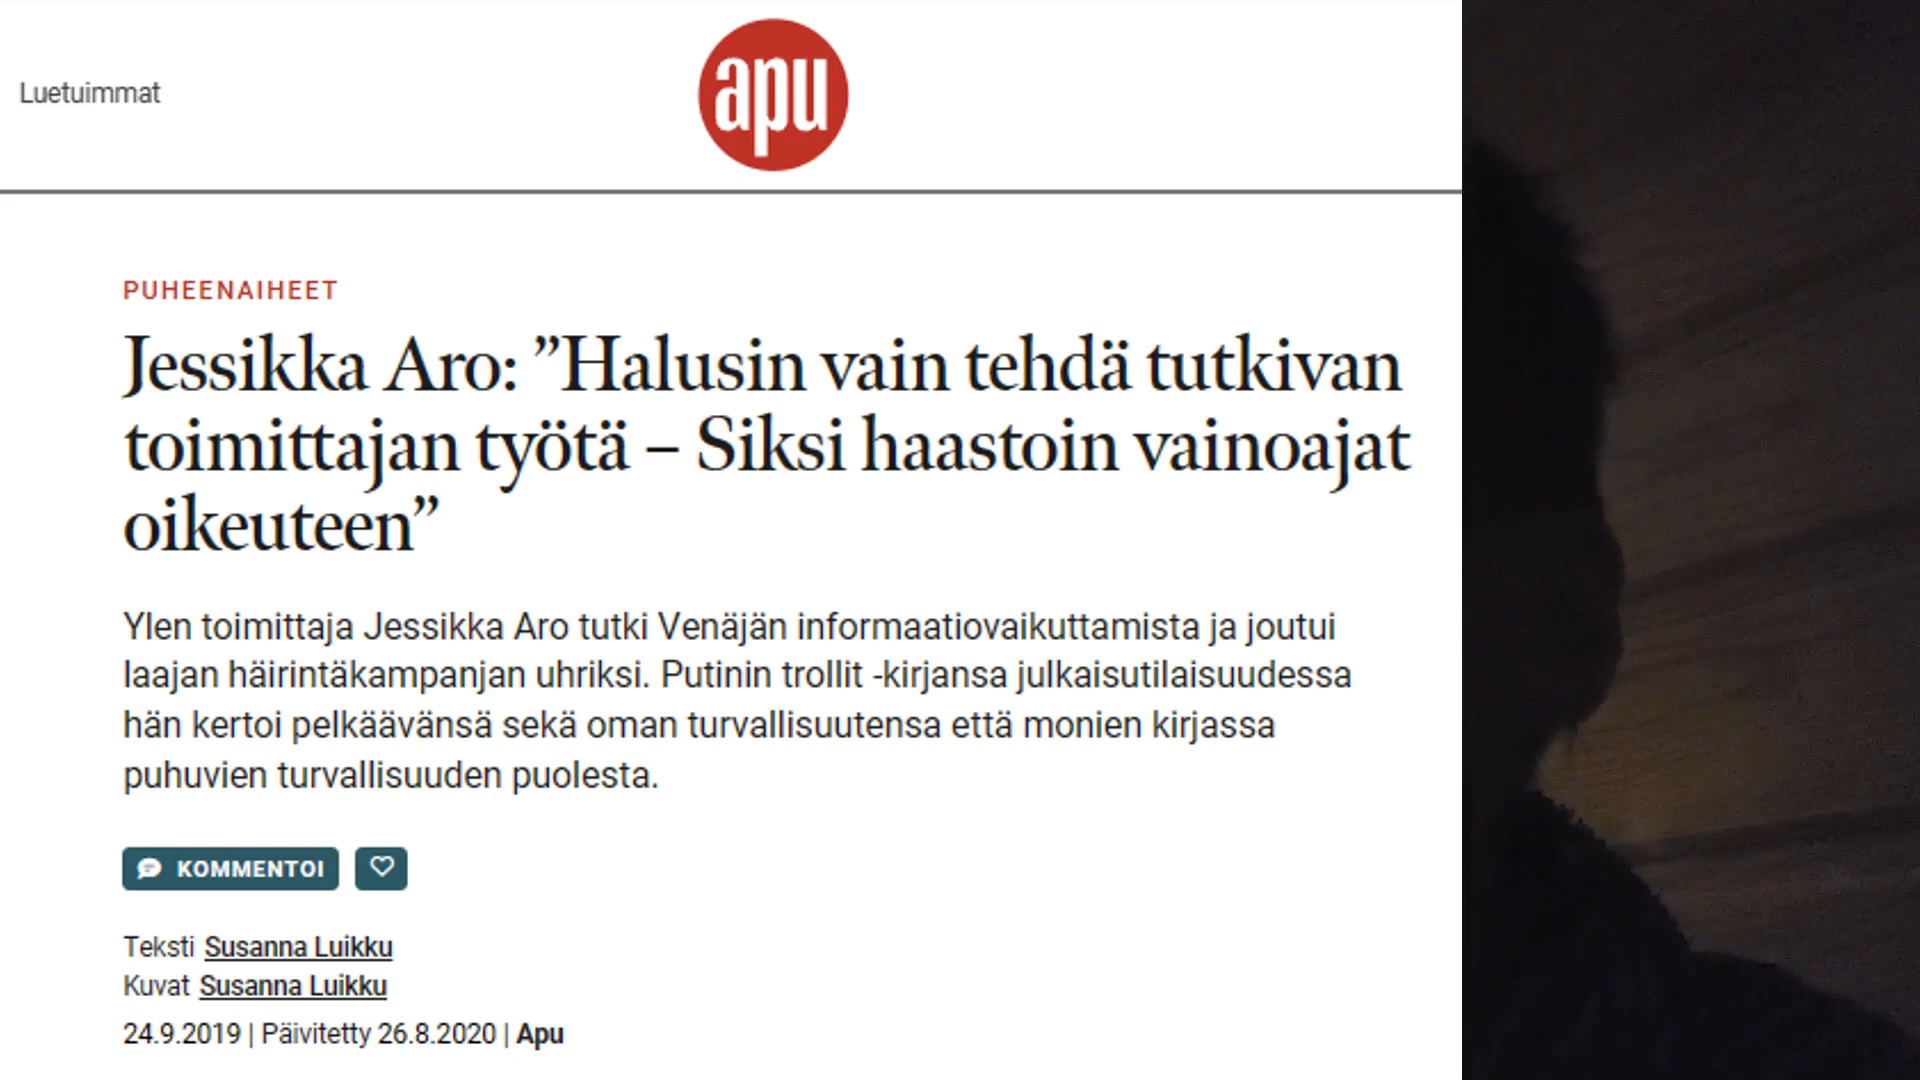 Luetuimmat
apu
PUHEENAIHEET
Jessikka Aro: ”Halusin vain tehdä tutkivan
toimittajan työtä – Siksi haastoin vainoajat
oikeuteen”
Ylen toimittaja Jessikka Aro tutki Venäjän informaatiovaikuttamista ja joutui
laajan häirintäkampanjan uhriksi. Putinin trollit -kirjansa julkaisutilaisuudessa
hän kertoi pelkäävänsä sekä oman turvallisuutensa että monien kirjassa
puhuvien turvallisuuden puolesta.
KOMMENTOI
Teksti Susanna Luikku
Kuvat Susanna Luikku
24.9.2019 | Päivitetty 26.8.2020 | Apu